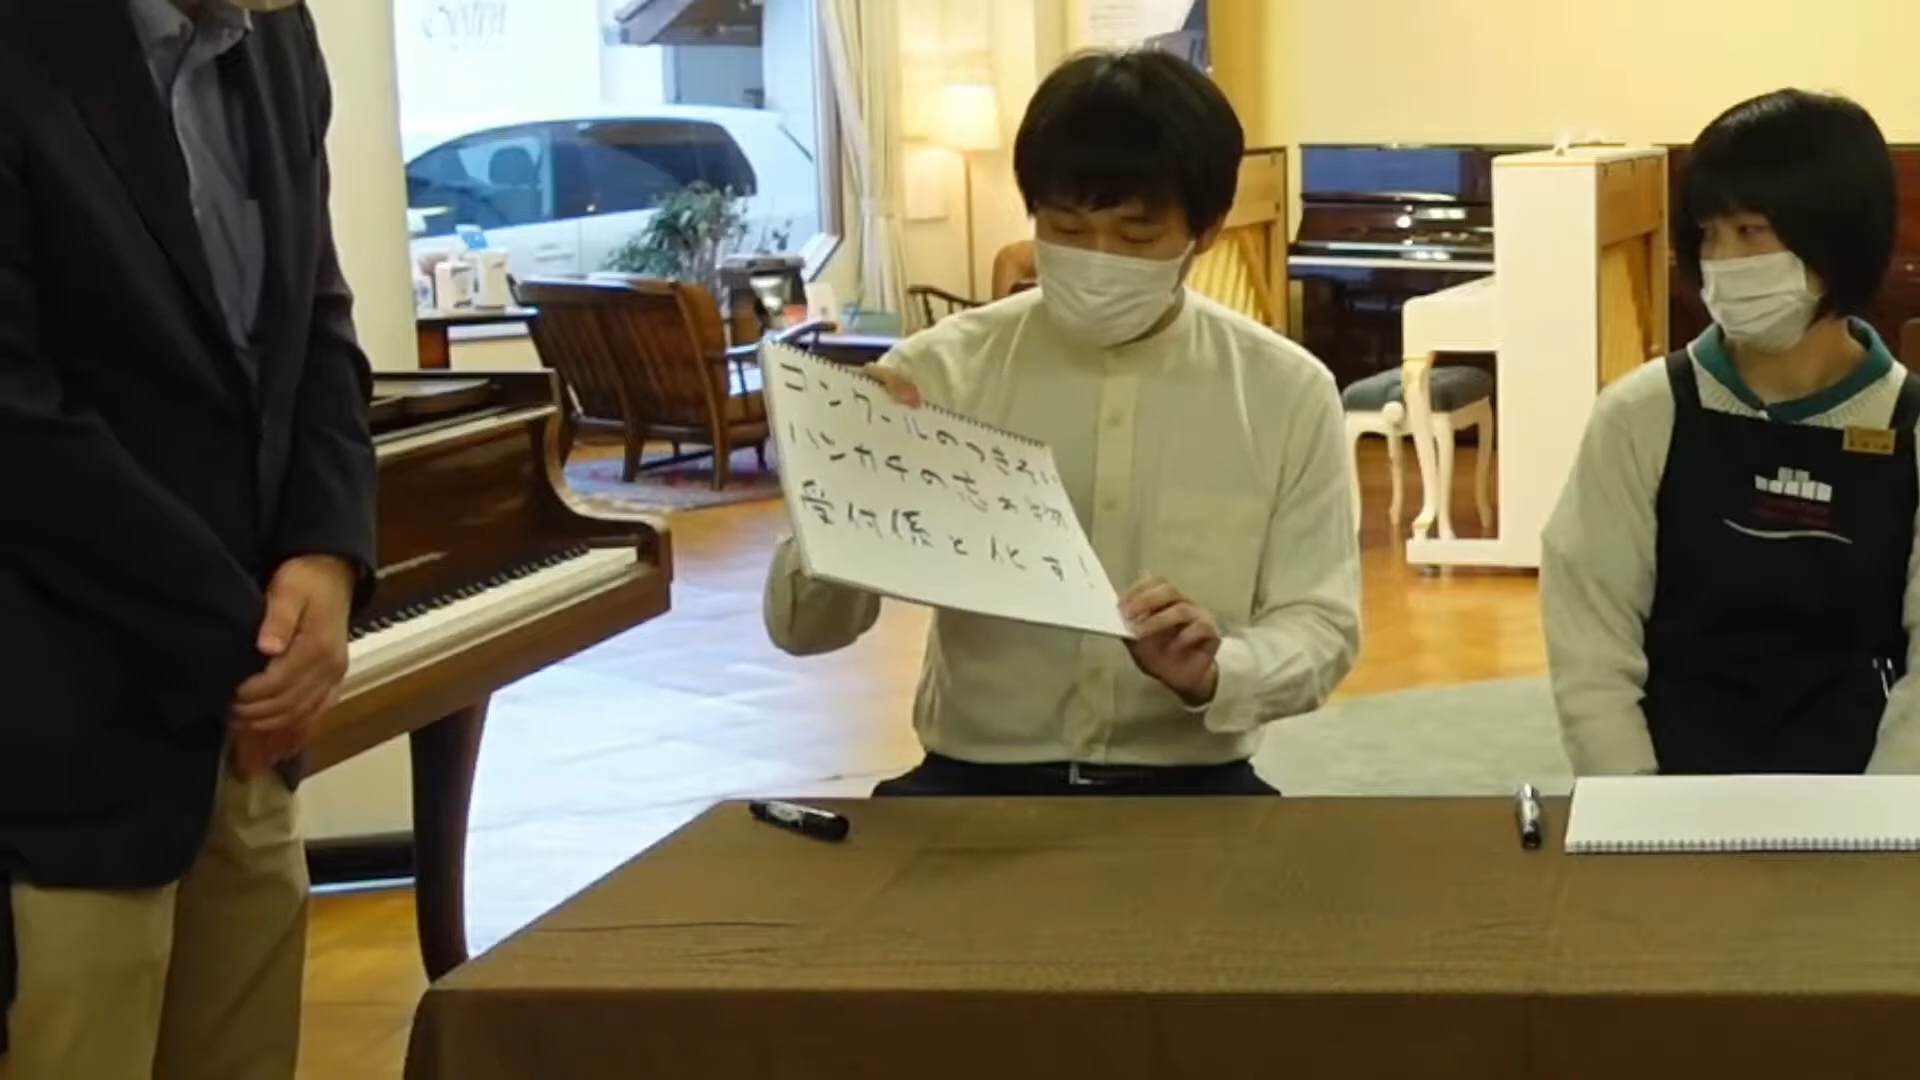 コンクールのつきそい
ハンカチの忘れ物
受付係と化す!